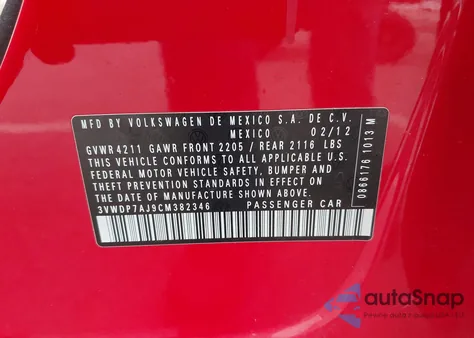 MFD BY VOLKSWAGEN DE MEXICO S.A. DE C.V.
MEXICO 02/12
GVWR 4211 GAWR FRONT 2205 / REAR 2116 LBS
THIS VEHICLE CONFORMS TO ALL APPLICABLE U.S.
FEDERAL MOTOR VEHICLE SAFETY, BUMPER AND
THEFT PREVENTION STANDARDS IN EFFECT ON
THE DATE OF MANUFACTURE SHOWN ABOVE.
3VWDP7AJ9CM382346 PASSENGER CAR
0866176 1013 M
autoSnap